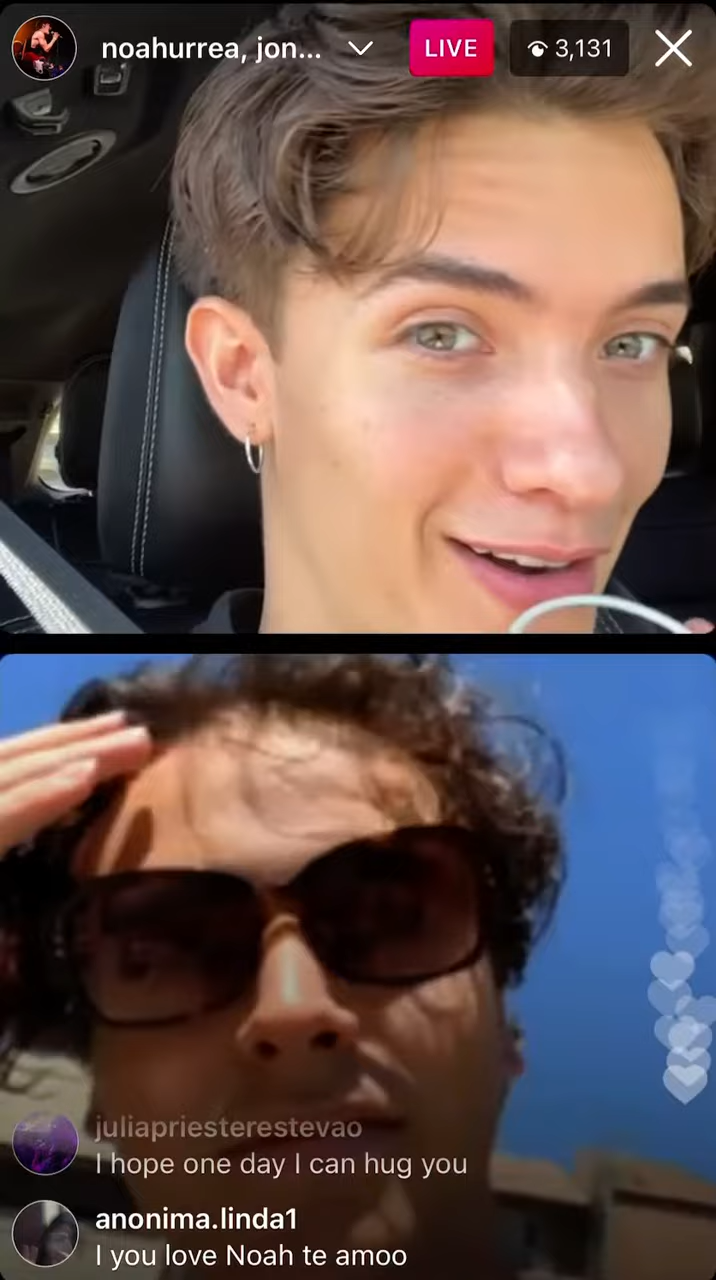 noahurrea, jon... LIVE 3,131
juliapriesterestevao
I hope one day I can hug you
anonima.linda1
I you love Noah te amoo